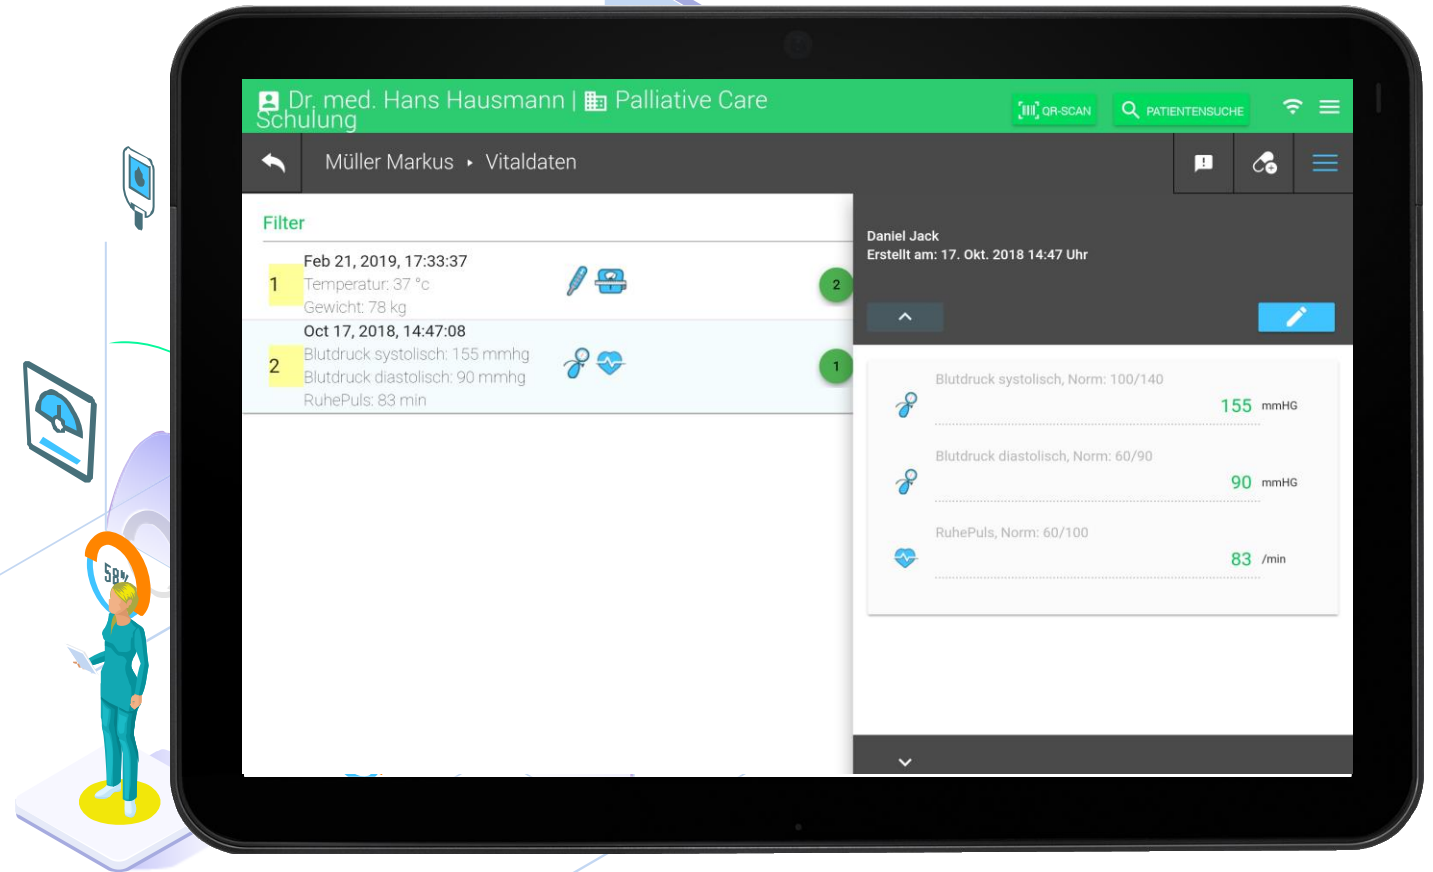 Dr. med. Hans Hausmann | Palliative Care
Schulung
QR-SCAN
PATIENTENSUCHE
Müller Markus ‣ Vitaldaten
Filter
1
Feb 21, 2019, 17:33:37
Temperatur: 37 °c
Gewicht: 78 kg
2
2
Oct 17, 2018, 14:47:08
Blutdruck systolisch: 155 mmhg
Blutdruck diastolisch: 90 mmhg
RuhePuls: 83 min
1
Daniel Jack
Erstellt am: 17. Okt. 2018 14:47 Uhr
Blutdruck systolisch, Norm: 100/140
155 mmHG
Blutdruck diastolisch, Norm: 60/90
90 mmHG
RuhePuls, Norm: 60/100
83 /min
58%